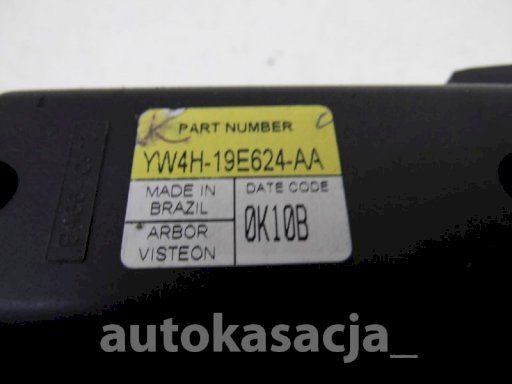 PART NUMBER
YW4H-19E624-AA
MADE IN
BRAZIL
DATE CODE
0K10B
ARBOR
VISTEON
autokasacja_